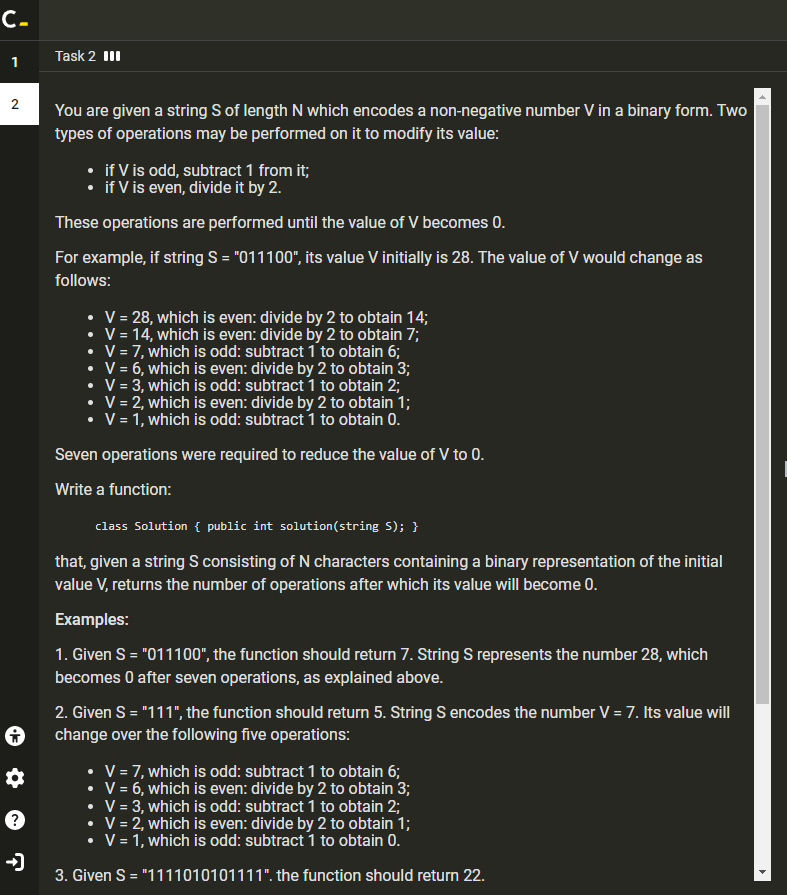 C_
1
2
Task 2
You are given a string S of length N which encodes a non-negative number V in a binary form. Two
types of operations may be performed on it to modify its value:
• if V is odd, subtract 1 from it;
• if V is even, divide it by 2.
These operations are performed until the value of V becomes 0.
For example, if string S = "011100", its value V initially is 28. The value of V would change as
follows:
• V = 28, which is even: divide by 2 to obtain 14;
• V = 14, which is even: divide by 2 to obtain 7;
• V = 7, which is odd: subtract 1 to obtain 6;
• V = 6, which is even: divide by 2 to obtain 3;
• V = 3, which is odd: subtract 1 to obtain 2;
• V = 2, which is even: divide by 2 to obtain 1;
• V = 1, which is odd: subtract 1 to obtain 0.
Seven operations were required to reduce the value of V to 0.
Write a function:
class Solution { public int solution(string S); }
that, given a string S consisting of N characters containing a binary representation of the initial
value V, returns the number of operations after which its value will become 0.
Examples:
1. Given S = "011100", the function should return 7. String S represents the number 28, which
becomes 0 after seven operations, as explained above.
2. Given S = "111", the function should return 5. String S encodes the number V = 7. Its value will
change over the following five operations:
• V = 7, which is odd: subtract 1 to obtain 6;
• V = 6, which is even: divide by 2 to obtain 3;
• V = 3, which is odd: subtract 1 to obtain 2;
• V = 2, which is even: divide by 2 to obtain 1;
• V = 1, which is odd: subtract 1 to obtain 0.
3. Given S = "1111010101111". the function should return 22.